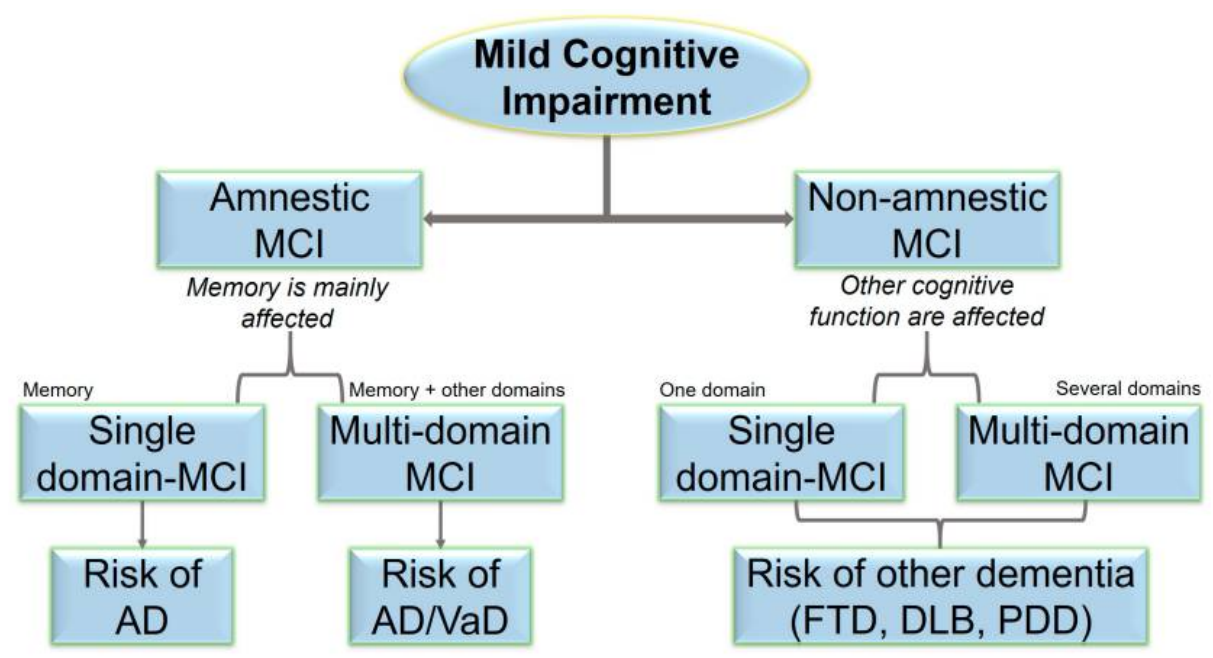 Mild Cognitive
Impairment
Amnestic
MCI
Non-amnestic
MCI
Memory is mainly
affected
Other cognitive
function are affected
Memory
Memory + other domains
One domain
Several domains
Single
domain-MCI
Multi-domain
MCI
Single
domain-MCI
Multi-domain
MCI
Risk of
AD
Risk of
AD/VaD
Risk of other dementia
(FTD, DLB, PDD)